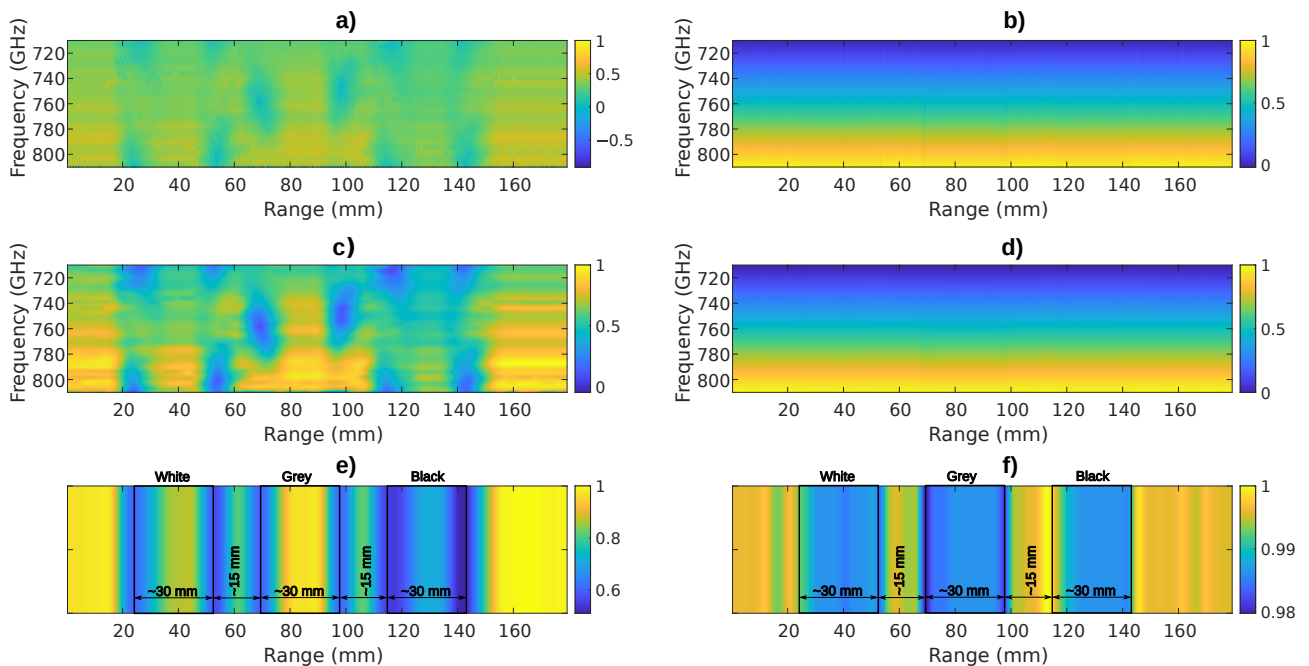 a)
b)
Frequency (GHz)
720
740
760
780
800
20
40
60
80
100
120
140
160
Range (mm)
1
0.5
0
−0.5
Frequency (GHz)
720
740
760
780
800
20
40
60
80
100
120
140
160
Range (mm)
1
0.5
0
c)
d)
Frequency (GHz)
720
740
760
780
800
20
40
60
80
100
120
140
160
Range (mm)
1
0.5
0
Frequency (GHz)
720
740
760
780
800
20
40
60
80
100
120
140
160
Range (mm)
1
0.5
0
e)
White
Grey
Black
~30 mm
~15 mm
~30 mm
~15 mm
~30 mm
20
40
60
80
100
120
140
160
Range (mm)
1
0.8
0.6
f)
White
Grey
Black
~30 mm
~15 mm
~30 mm
~15 mm
~30 mm
20
40
60
80
100
120
140
160
Range (mm)
1
0.99
0.98